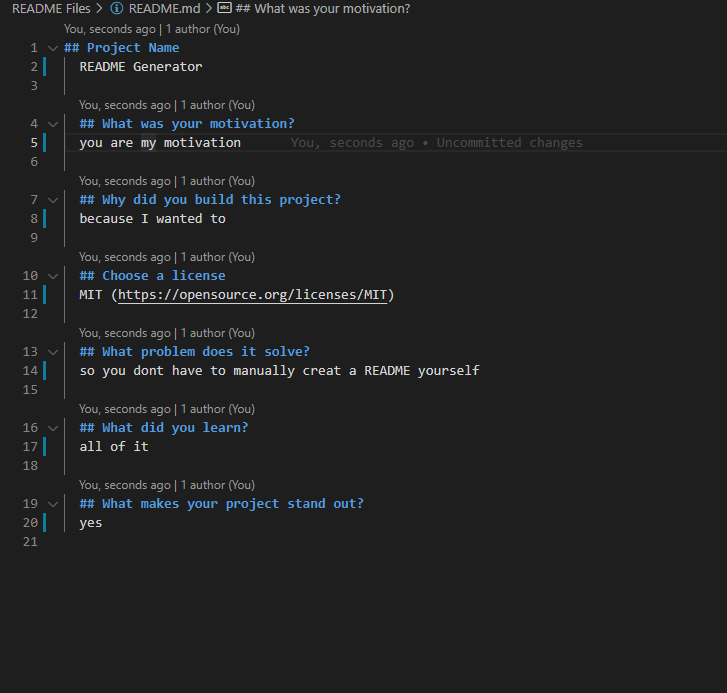 README Files > README.md > ## What was your motivation?
You, seconds ago | 1 author (You)
1 ## Project Name
2 README Generator
3
You, seconds ago | 1 author (You)
4 ## What was your motivation?
5 you are my motivation You, seconds ago • Uncommitted changes
6
You, seconds ago | 1 author (You)
7 ## Why did you build this project?
8 because I wanted to
9
You, seconds ago | 1 author (You)
10 ## Choose a license
11 MIT (https://opensource.org/licenses/MIT)
12
You, seconds ago | 1 author (You)
13 ## What problem does it solve?
14 so you dont have to manually creat a README yourself
15
You, seconds ago | 1 author (You)
16 ## What did you learn?
17 all of it
18
You, seconds ago | 1 author (You)
19 ## What makes your project stand out?
20 yes
21